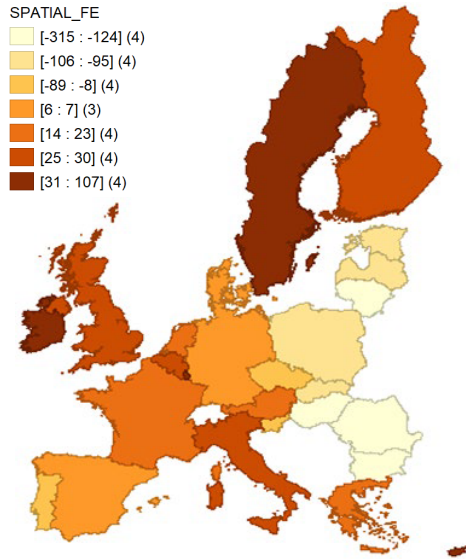 SPATIAL_FE
[-315 : -124] (4)
[-106 : -95] (4)
[-89 : -8] (4)
[6 : 7] (3)
[14 : 23] (4)
[25 : 30] (4)
[31 : 107] (4)